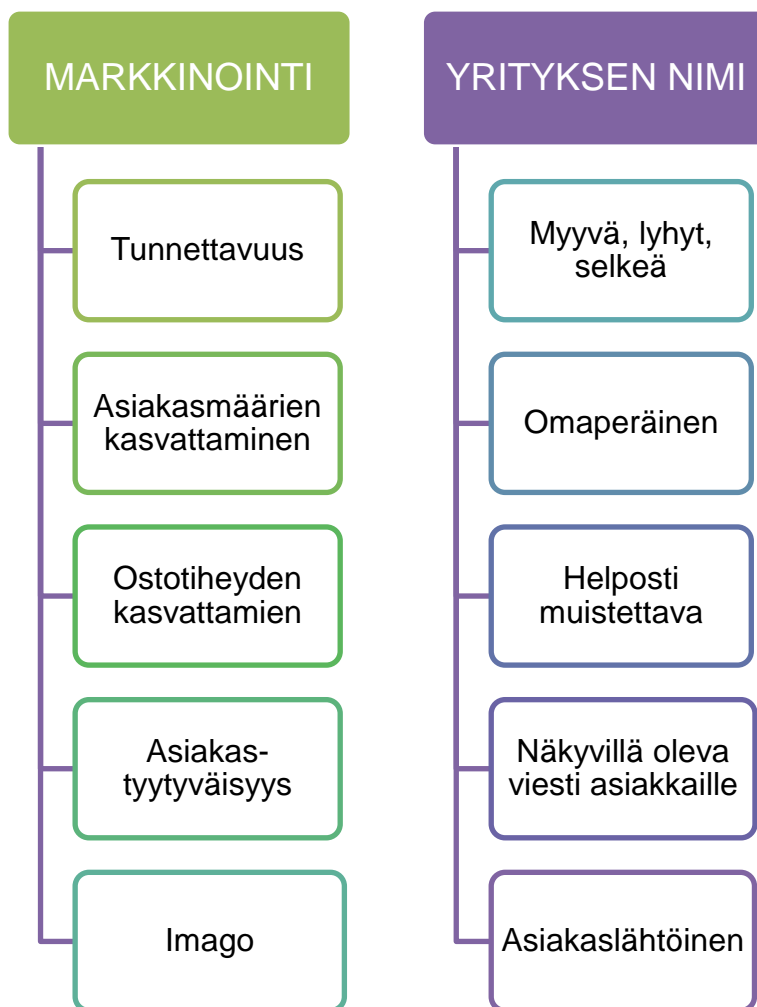 MARKKINOINTI
Tunnettavuus
Asiakasmäärien
kasvattaminen
Ostotiheyden
kasvattamien
Asiakas-
tyytyväisyys
Imago
YRITYKSEN NIMI
Myyvä, lyhyt,
selkeä
Omaperäinen
Helposti
muistettava
Näkyvillä oleva
viesti asiakkaille
Asiakaslähtöinen